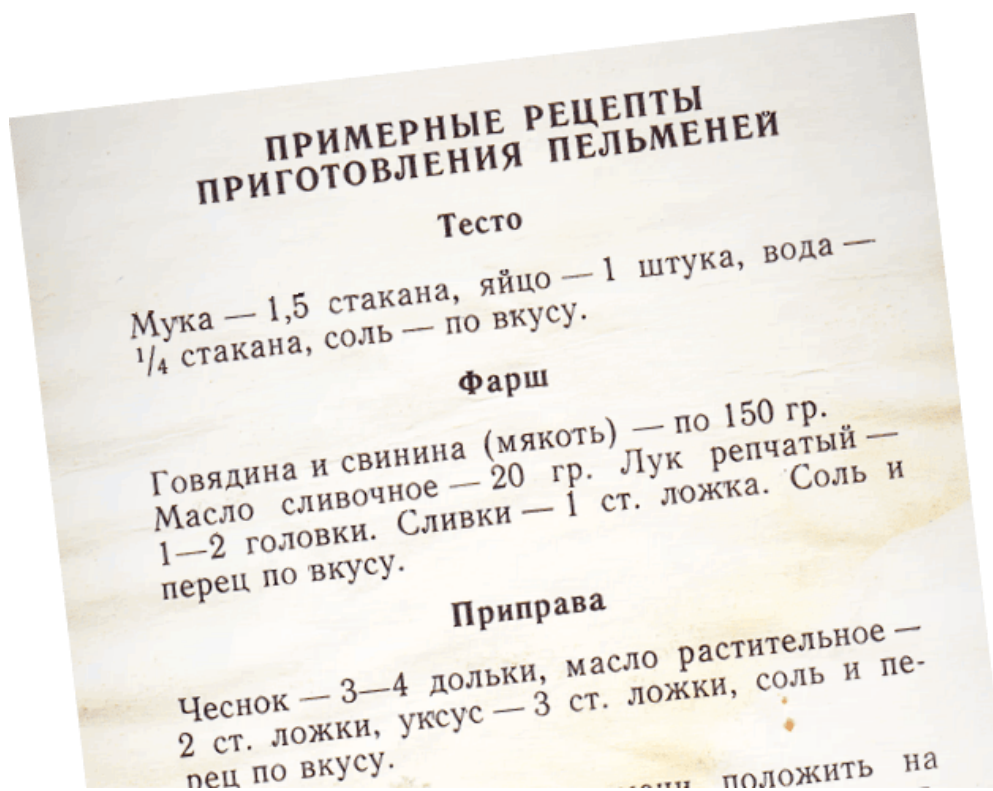 ПРИМЕРНЫЕ РЕЦЕПТЫ
ПРИГОТОВЛЕНИЯ ПЕЛЬМЕНЕЙ
Тесто
Мука — 1,5 стакана, яйцо — 1 штука, вода —
1/4 стакана, соль — по вкусу.
Фарш
Говядина и свинина (мякоть) — по 150 гр.
Масло сливочное — 20 гр. Лук репчатый —
1—2 головки. Сливки — 1 ст. ложка. Соль и
перец по вкусу.
Приправа
Чеснок — 3—4 дольки, масло растительное —
2 ст. ложки, уксус — 3 ст. ложки, соль и пе-
рец по вкусу.
положить на